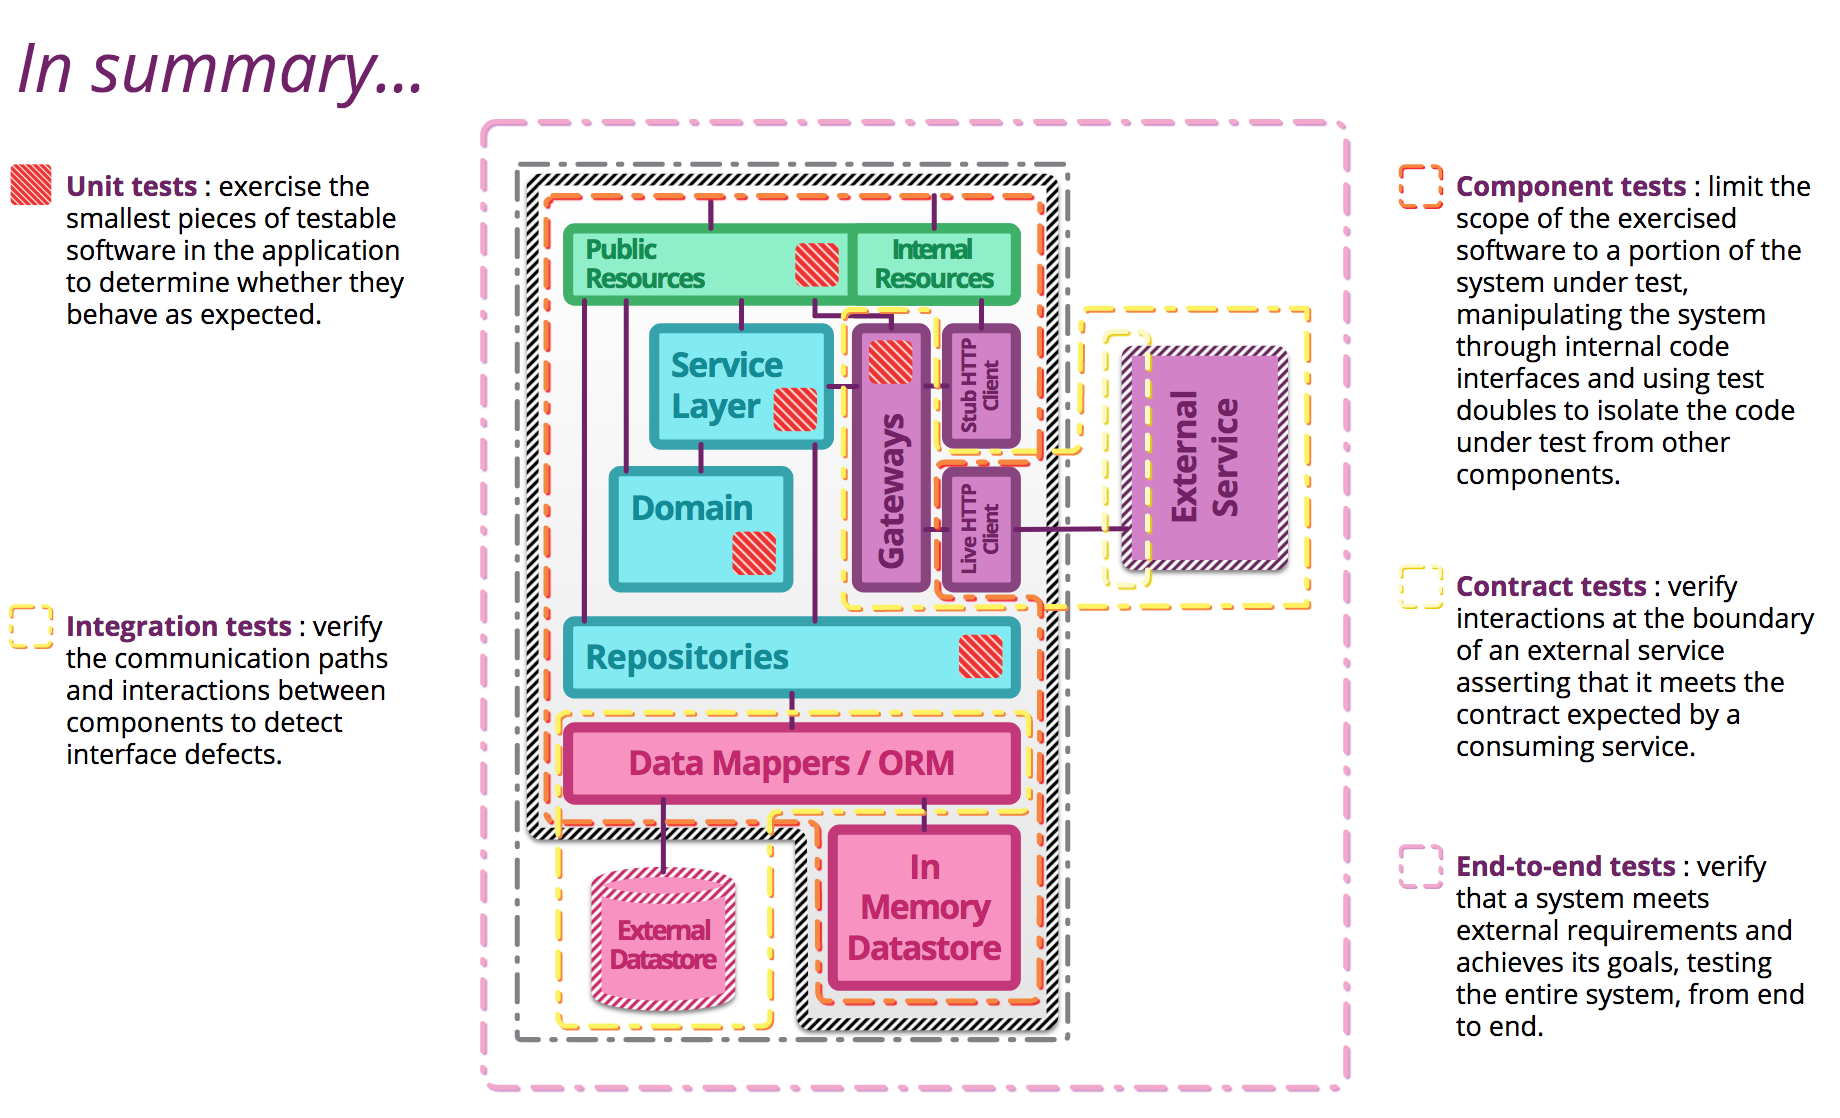 In summary...
Unit tests : exercise the
smallest pieces of testable
software in the application
to determine whether they
behave as expected.
Integration tests : verify
the communication paths
and interactions between
components to detect
interface defects.
Public
Resources
Internal
Resources
Service
Layer
Domain
Gateways
Stub HTTP
Client
Live HTTP
Client
External
Service
Repositories
Data Mappers / ORM
External
Datastore
In
Memory
Datastore
Component tests : limit the
scope of the exercised
software to a portion of the
system under test,
manipulating the system
through internal code
interfaces and using test
doubles to isolate the code
under test from other
components.
Contract tests : verify
interactions at the boundary
of an external service
asserting that it meets the
contract expected by a
consuming service.
End-to-end tests : verify
that a system meets
external requirements and
achieves its goals, testing
the entire system, from end
to end.